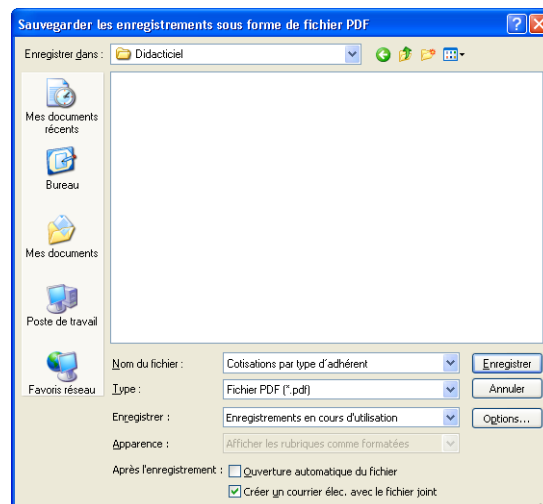 Sauvegarder les enregistrements sous forme de fichier PDF
Enregistrer dans :
Didacticiel
Mes documents
récents
Bureau
Mes documents
Poste de travail
Favoris réseau
Nom du fichier : Cotisations par type d'adhérent Enregistrer
Type : Fichier PDF (*.pdf) Annuler
Enregistrer : Enregistrements en cours d'utilisation Options...
Apparence : Afficher les rubriques comme formatées
Après l'enregistrement : Ouverture automatique du fichier
Créer un courrier élec. avec le fichier joint